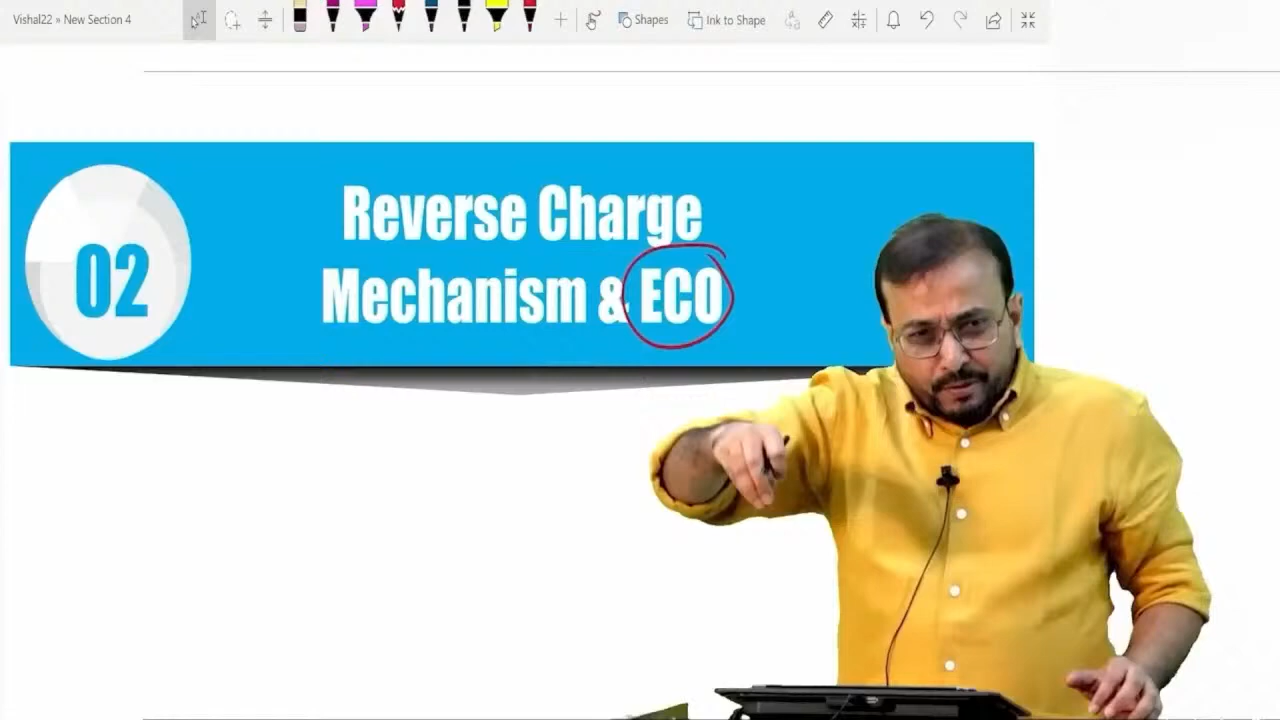 Vishal22 » New Section 4
Shapes
Ink to Shape
02
Reverse Charge
Mechanism & ECO